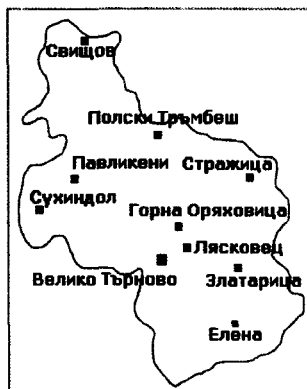 Свищов
Полски Тръмбеш
Павликени
Стражица
Сухиндол
Горна Оряховица
Лясковец
Велико Търново
Златарица
Елена